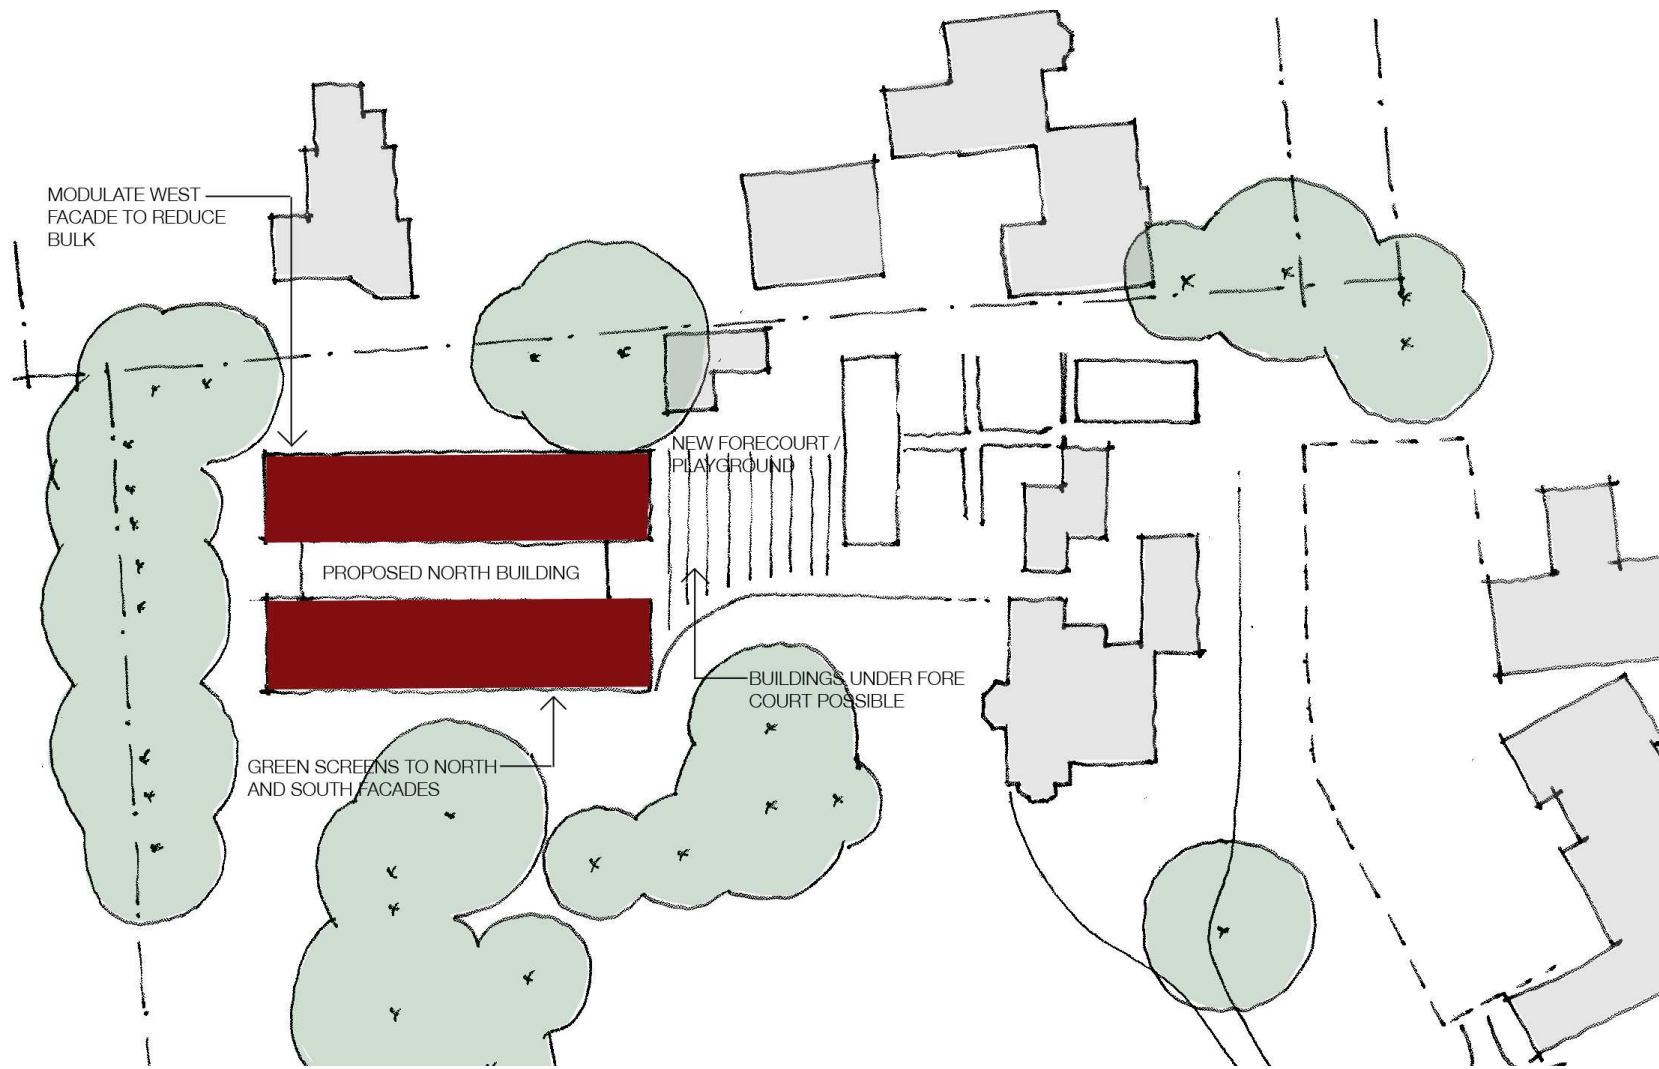 MODULATE WEST
FACADE TO REDUCE
BULK
NEW FORECOURT /
PLAYGROUND
PROPOSED NORTH BUILDING
BUILDINGS UNDER FORE
COURT POSSIBLE
GREEN SCREENS TO NORTH
AND SOUTH FACADES